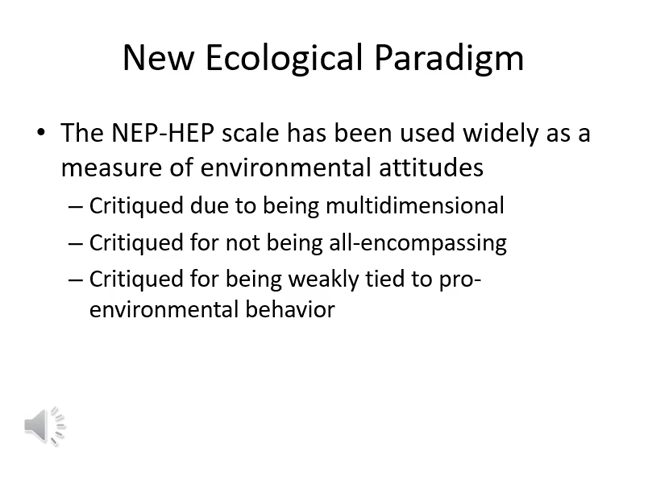 New Ecological Paradigm
• The NEP-HEP scale has been used widely as a
measure of environmental attitudes
– Critiqued due to being multidimensional
– Critiqued for not being all-encompassing
– Critiqued for being weakly tied to pro-
environmental behavior